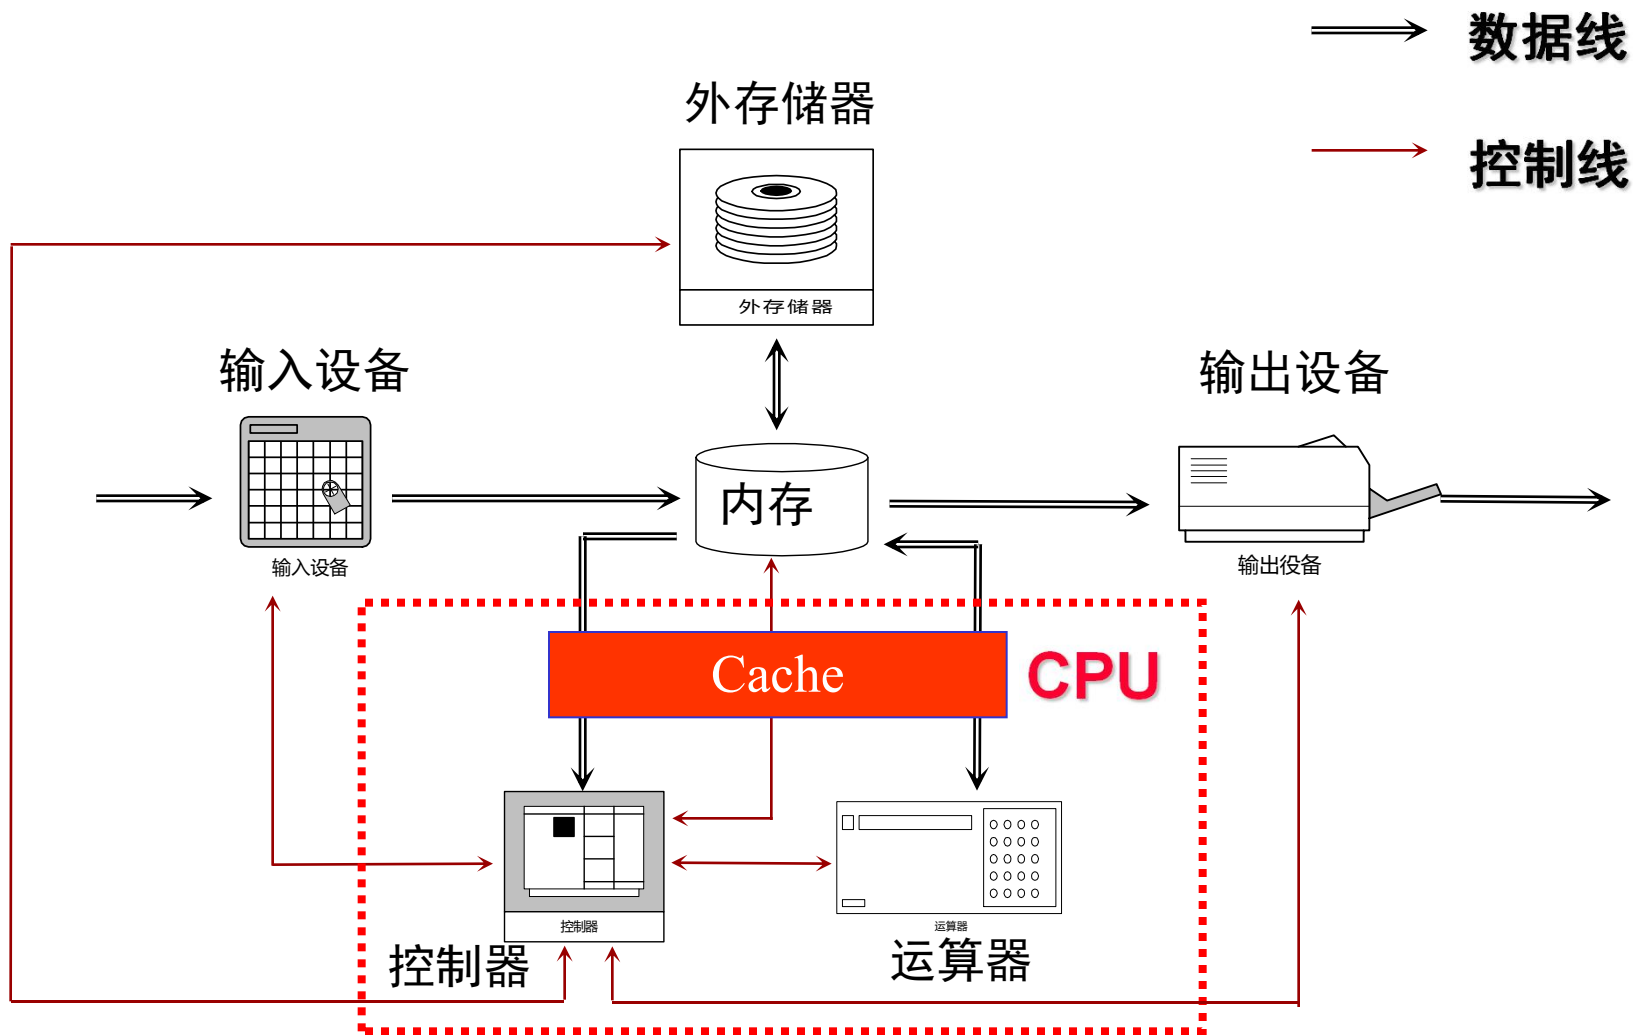 数据线
外存储器
控制线
外存储器
输入设备
输出设备
内存
输入设备
输出役备
Cache
CPU
控制器
运算器
控制器
运算器